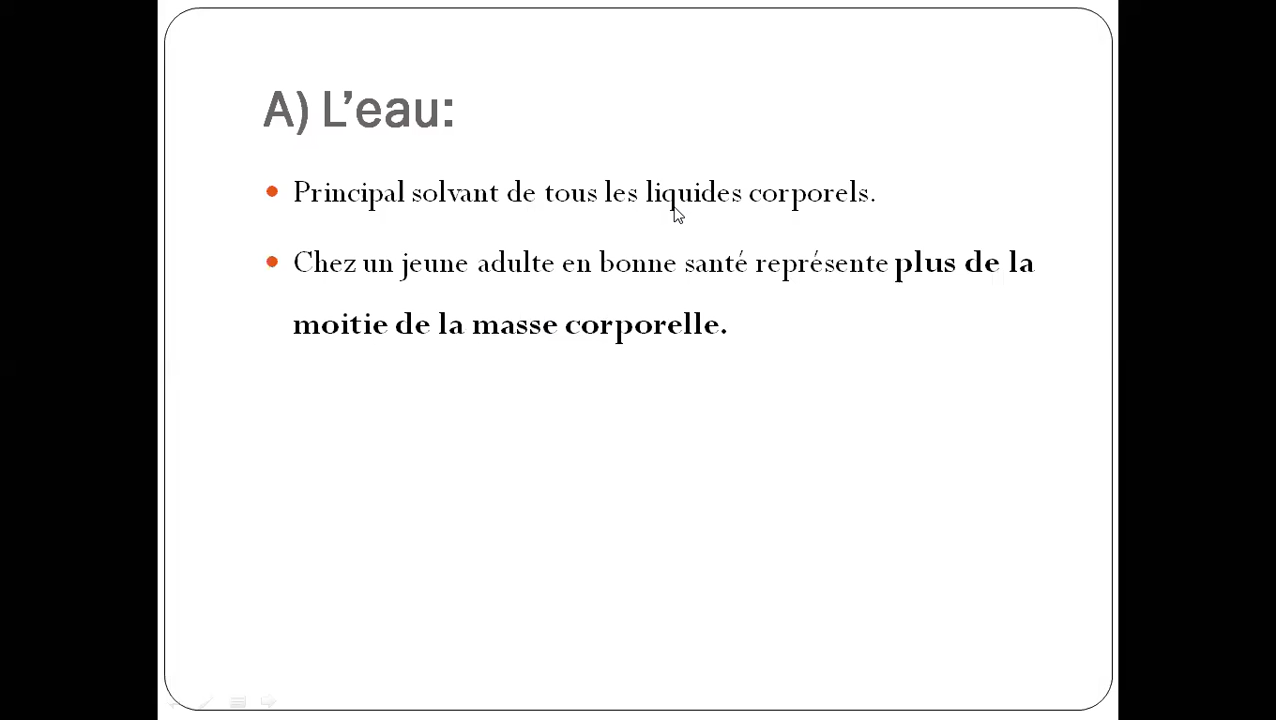 A) L’eau:
Principal solvant de tous les liquides corporels.
Chez un jeune adulte en bonne santé représente plus de la
moitie de la masse corporelle.